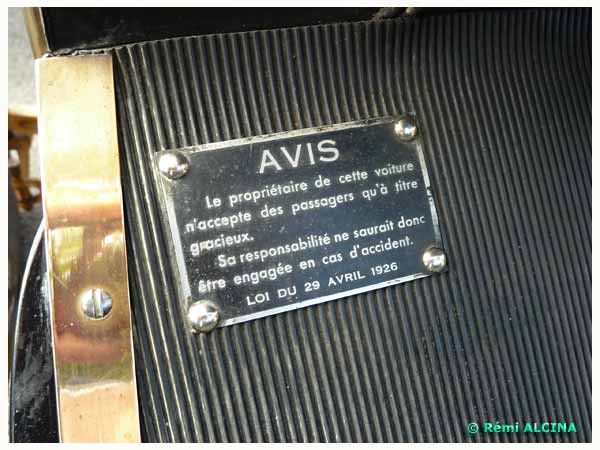 AVIS
Le propriétaire de cette voiture
n'accepte des passagers qu'à titre
gracieux.
Sa responsabilité ne saurait donc
être engagée en cas d'accident.
LOI DU 29 AVRIL 1926
© Rémi ALCINA